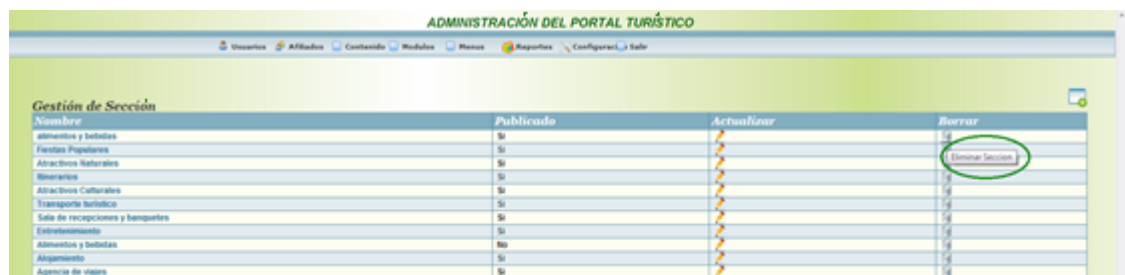 ADMINISTRACIÓN DEL PORTAL TURÍSTICO
Usuarios Afiliados Contenido Modulos Menus Reportes Configuraci Salir
Gestión de Sección
Nombre Publicado Actualizar Borrar
alimentos y bebidas Si
Fiestas Populares Si
Eliminar Seccion
Atractivos Naturales Si
Itinerarios Si
Atractivos Culturales Si
Transporte turístico Si
Sala de recepciones y banquetes Si
Entretenimiento Si
Alimentos y bebidas No
Alojamiento Si
Agencia de viajes Si